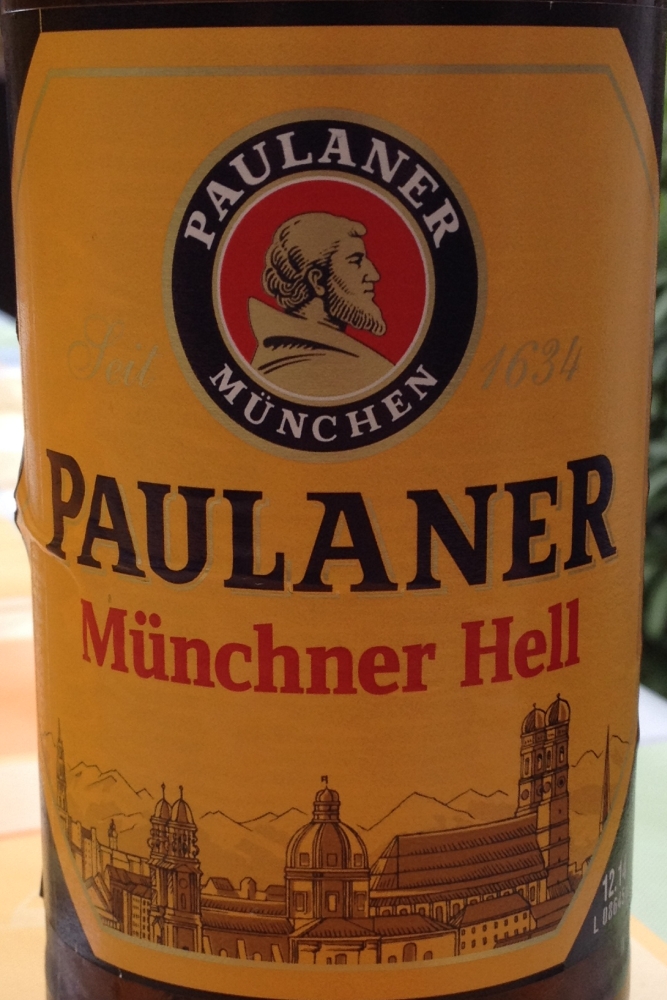 PAULANER
MÜNCHEN
Seit 1634
PAULANER
Münchner Hell